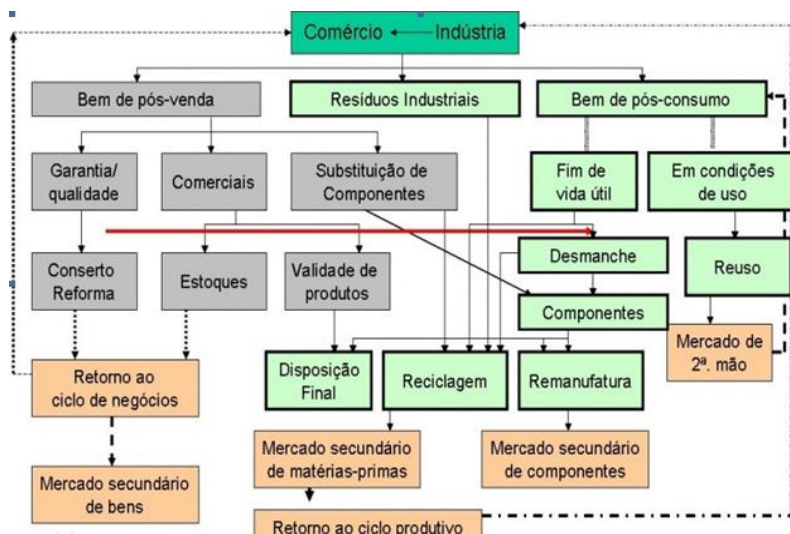 Comércio Indústria
Bem de pós-venda
Resíduos Industriais
Bem de pós-consumo
Garantia/
qualidade
Comerciais
Substituição de
Componentes
Fim de
vida útil
Em condições
de uso
Conserto
Reforma
Estoques
Validade de
produtos
Desmanche
Reuso
Componentes
Mercado de
2ª. mão
Retorno ao
ciclo de negócios
Disposição
Final
Reciclagem
Remanufatura
Mercado secundário
de bens
Mercado secundário
de matérias-primas
Mercado secundário
de componentes
Retorno ao ciclo produtivo